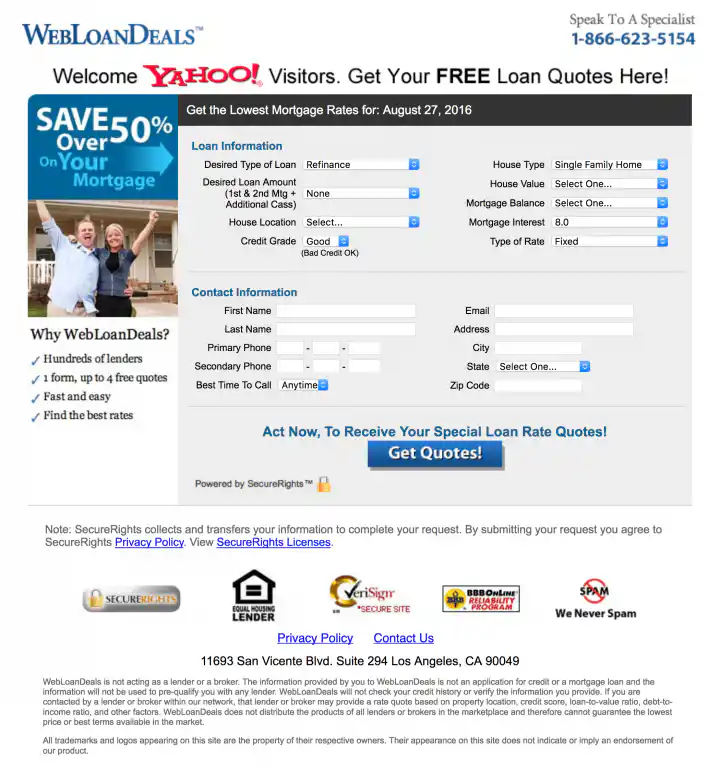 WEBLOANDEALS™
Speak To A Specialist
1-866-623-5154
Welcome YAHOO! Visitors. Get Your FREE Loan Quotes Here!
SAVE
Over 50%
On Your
Mortgage
Get the Lowest Mortgage Rates for: August 27, 2016
Loan Information
Desired Type of Loan Refinance
House Type Single Family Home
Desired Loan Amount
(1st & 2nd Mtg +
Additional Cass) None
House Value Select One...
Mortgage Balance Select One...
House Location Select...
Mortgage Interest 8.0
Credit Grade Good
(Bad Credit OK)
Type of Rate Fixed
Contact Information
First Name
Email
Last Name
Address
Primary Phone - -
City
Secondary Phone - -
State Select One...
Best Time To Call Anytime
Zip Code
Why WebLoanDeals?
Hundreds of lenders
1 form, up to 4 free quotes
Fast and easy
Find the best rates
Act Now, To Receive Your Special Loan Rate Quotes!
Get Quotes!
Powered by SecureRights™
Note: SecureRights collects and transfers your information to complete your request. By submitting your request you agree to
SecureRights Privacy Policy. View SecureRights Licenses.
SECURERIGHTS
EQUAL HOUSING
LENDER
VeriSign
*SECURE SITE
BBB
BBBONLINE
RELIABILITY
PROGRAM
SPAM
We Never Spam
Privacy Policy Contact Us
11693 San Vicente Blvd. Suite 294 Los Angeles, CA 90049
WebLoanDeals is not acting as a lender or a broker. The information provided by you to WebLoanDeals is not an application for credit or a mortgage loan and the
information will not be used to pre-qualify you with any lender. WebLoanDeals will not check your credit history or verify the information you provide. If you are
contacted by a lender or broker within our network, that lender or broker may provide a rate quote based on property location, credit score, loan-to-value ratio, debt-to-
income ratio, and other factors. WebLoanDeals does not distribute the products of all lenders or brokers in the marketplace and therefore cannot guarantee the lowest
price or best terms available in the market.
All trademarks and logos appearing on this site are the property of their respective owners. Their appearance on this site does not indicate or imply an endorsement of
our product.